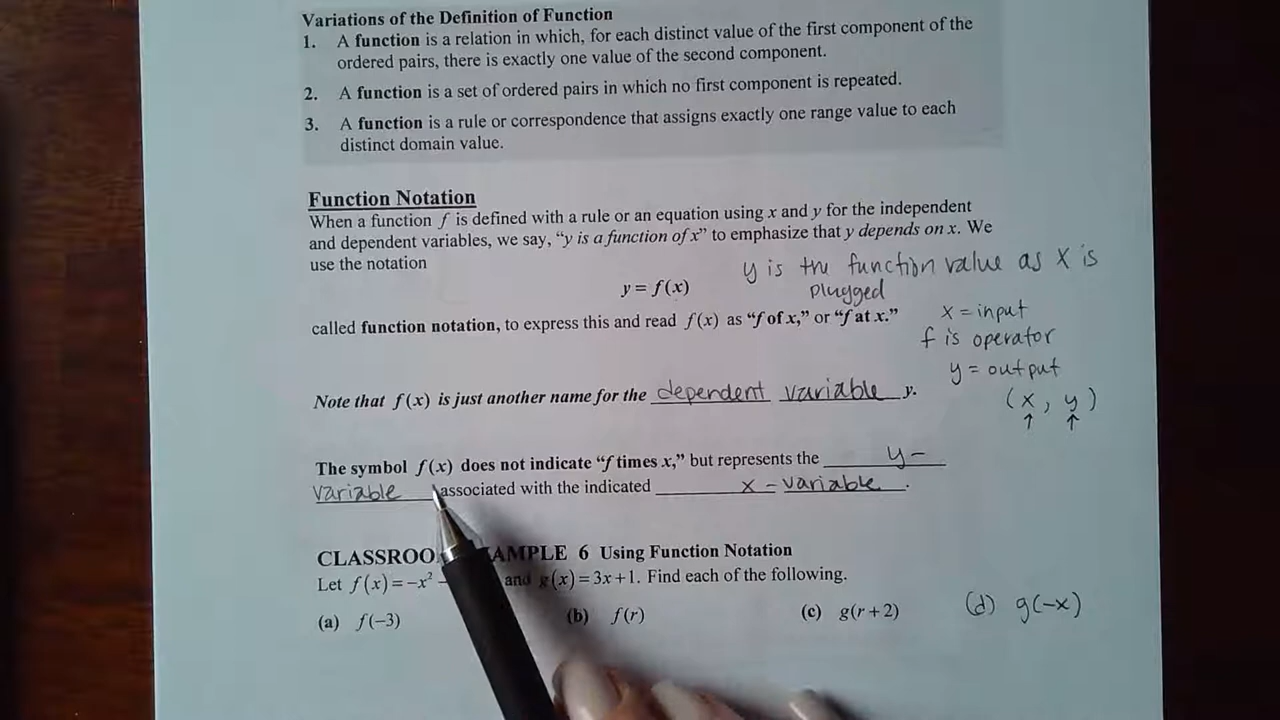 Variations of the Definition of Function
1. A function is a relation in which, for each distinct value of the first component of the
ordered pairs, there is exactly one value of the second component.
2. A function is a set of ordered pairs in which no first component is repeated.
3. A function is a rule or correspondence that assigns exactly one range value to each
distinct domain value.
Function Notation
When a function f is defined with a rule or an equation using x and y for the independent
and dependent variables, we say, “y is a function of x” to emphasize that y depends on x. We
use the notation
y is the function value as x is
plugged
y = f(x)
called function notation, to express this and read f(x) as “f of x,” or “f at x.”
x = input
f is operator
y = output
(x, y)
↑ ↑
Note that f(x) is just another name for the dependent variable y.
The symbol f(x) does not indicate “f times x,” but represents the y-
variable associated with the indicated x - variable.
CLASSROO AMPLE 6 Using Function Notation
Let f(x) = -x² and g(x) = 3x + 1. Find each of the following.
(a) f(-3) (b) f(r) (c) g(r + 2) (d) g(-x)